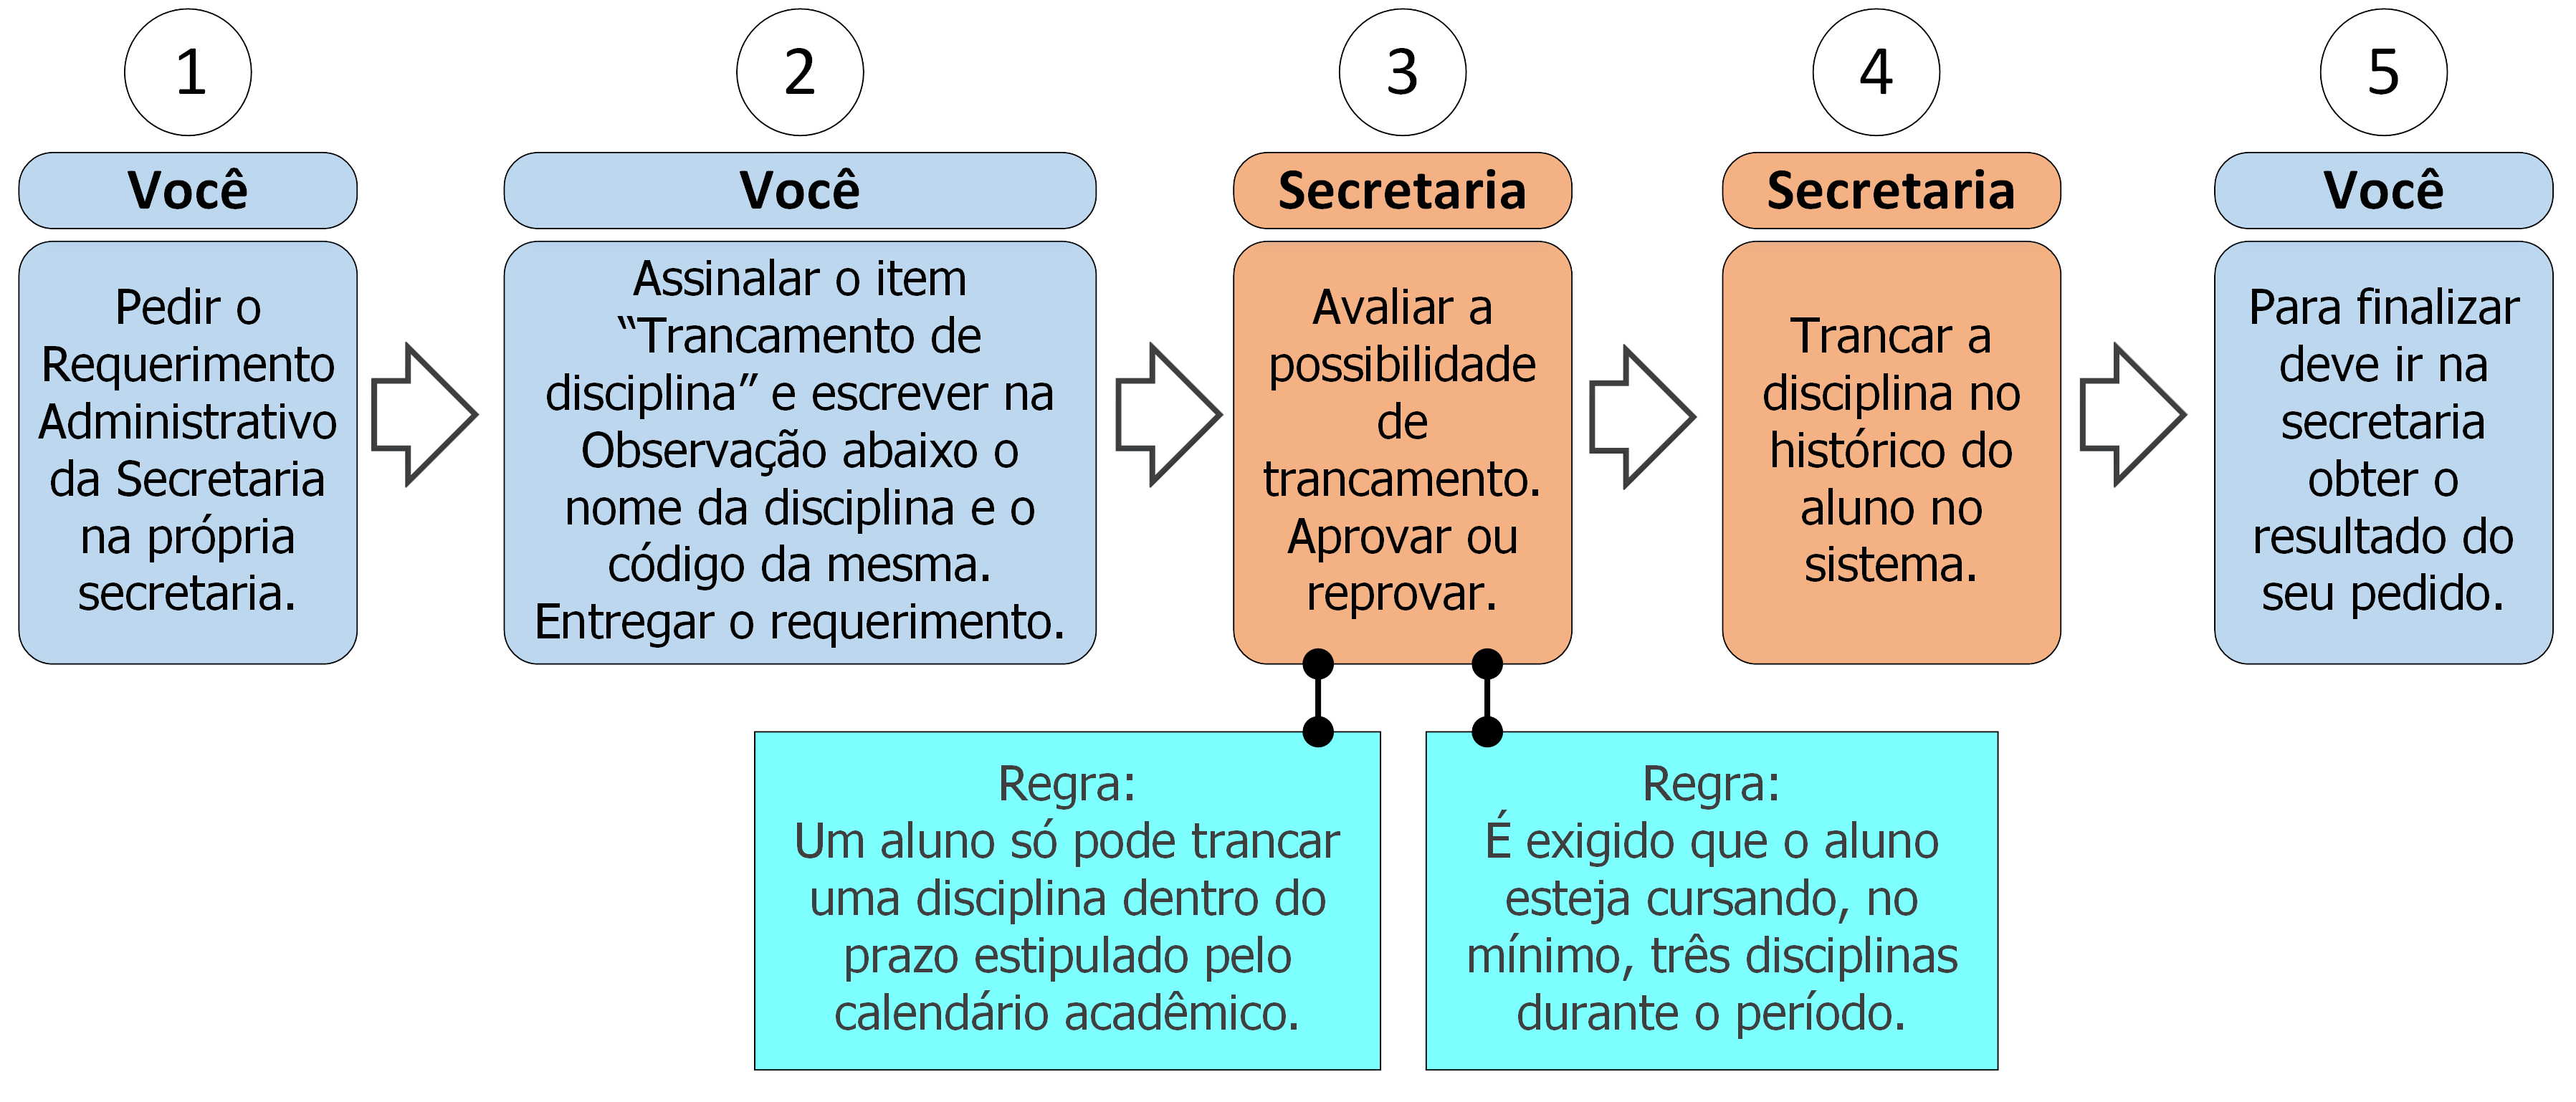 1
Você
Pedir o
Requerimento
Administrativo
da Secretaria
na própria
secretaria.
2
Você
Assinalar o item
“Trancamento de
disciplina” e escrever na
Observação abaixo o
nome da disciplina e o
código da mesma.
Entregar o requerimento.
3
Secretaria
Avaliar a
possibilidade
de
trancamento.
Aprovar ou
reprovar.
4
Secretaria
Trancar a
disciplina no
histórico do
aluno no
sistema.
5
Você
Para finalizar
deve ir na
secretaria
obter o
resultado do
seu pedido.
Regra:
Um aluno só pode trancar
uma disciplina dentro do
prazo estipulado pelo
calendário acadêmico.
Regra:
É exigido que o aluno
esteja cursando, no
mínimo, três disciplinas
durante o período.